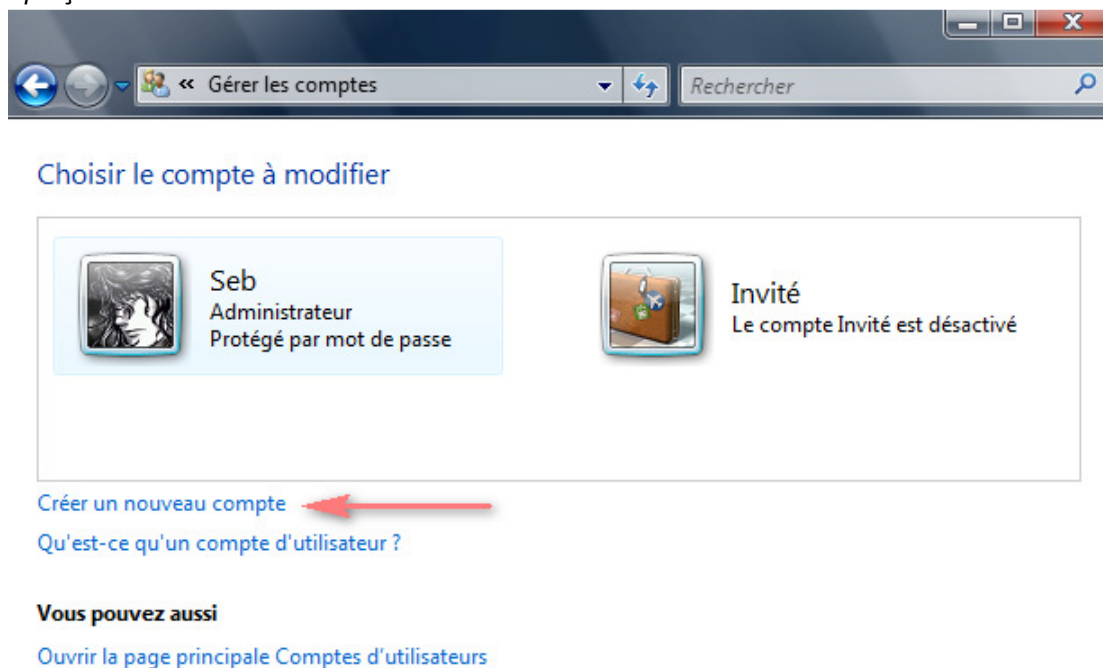 « Gérer les comptes
Rechercher
Choisir le compte à modifier
Seb
Administrateur
Protégé par mot de passe
Invité
Le compte Invité est désactivé
Créer un nouveau compte
Qu'est-ce qu'un compte d'utilisateur ?
Vous pouvez aussi
Ouvrir la page principale Comptes d'utilisateurs